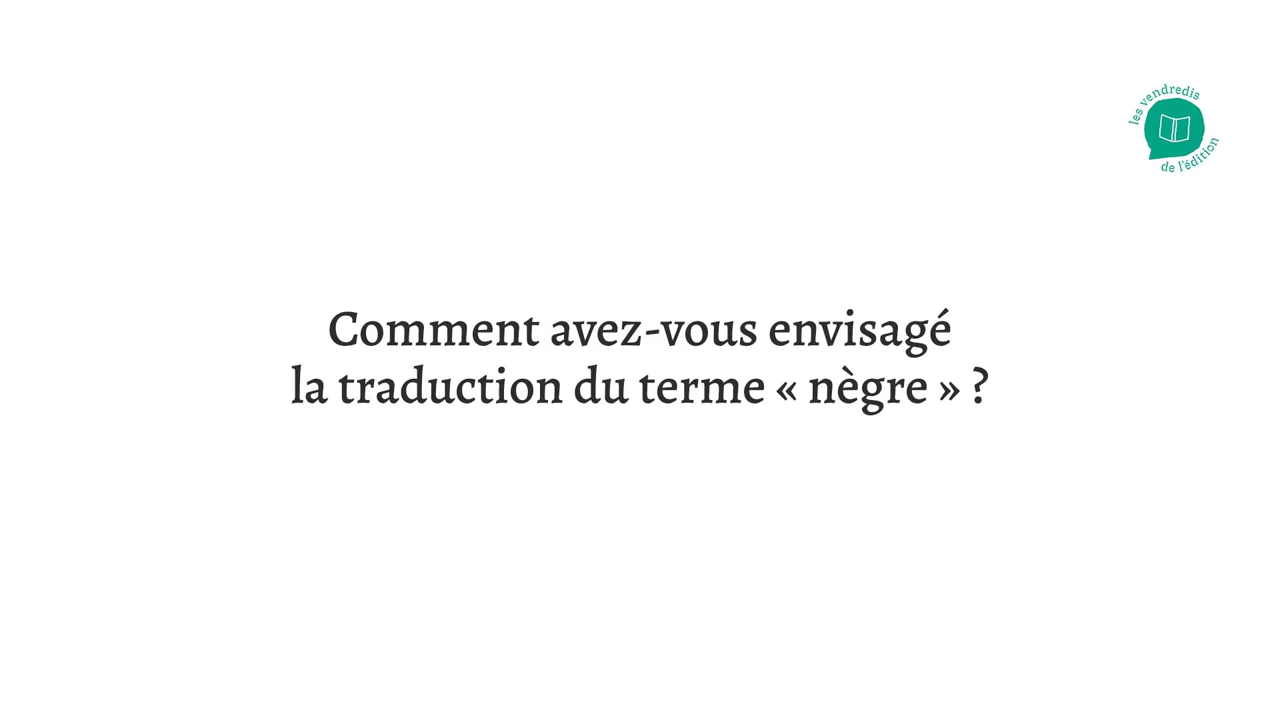 les vendredis
de l'édition
Comment avez-vous envisagé
la traduction du terme « nègre » ?